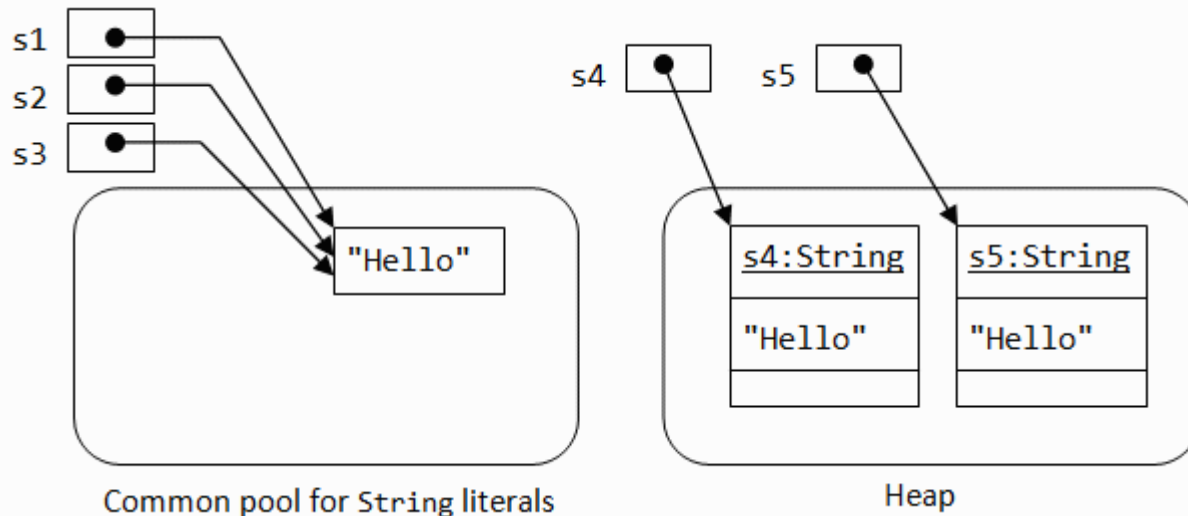 s1
s2
s3
s4
s5
"Hello"
s4:String
"Hello"
s5:String
"Hello"
Common pool for String literals
Heap